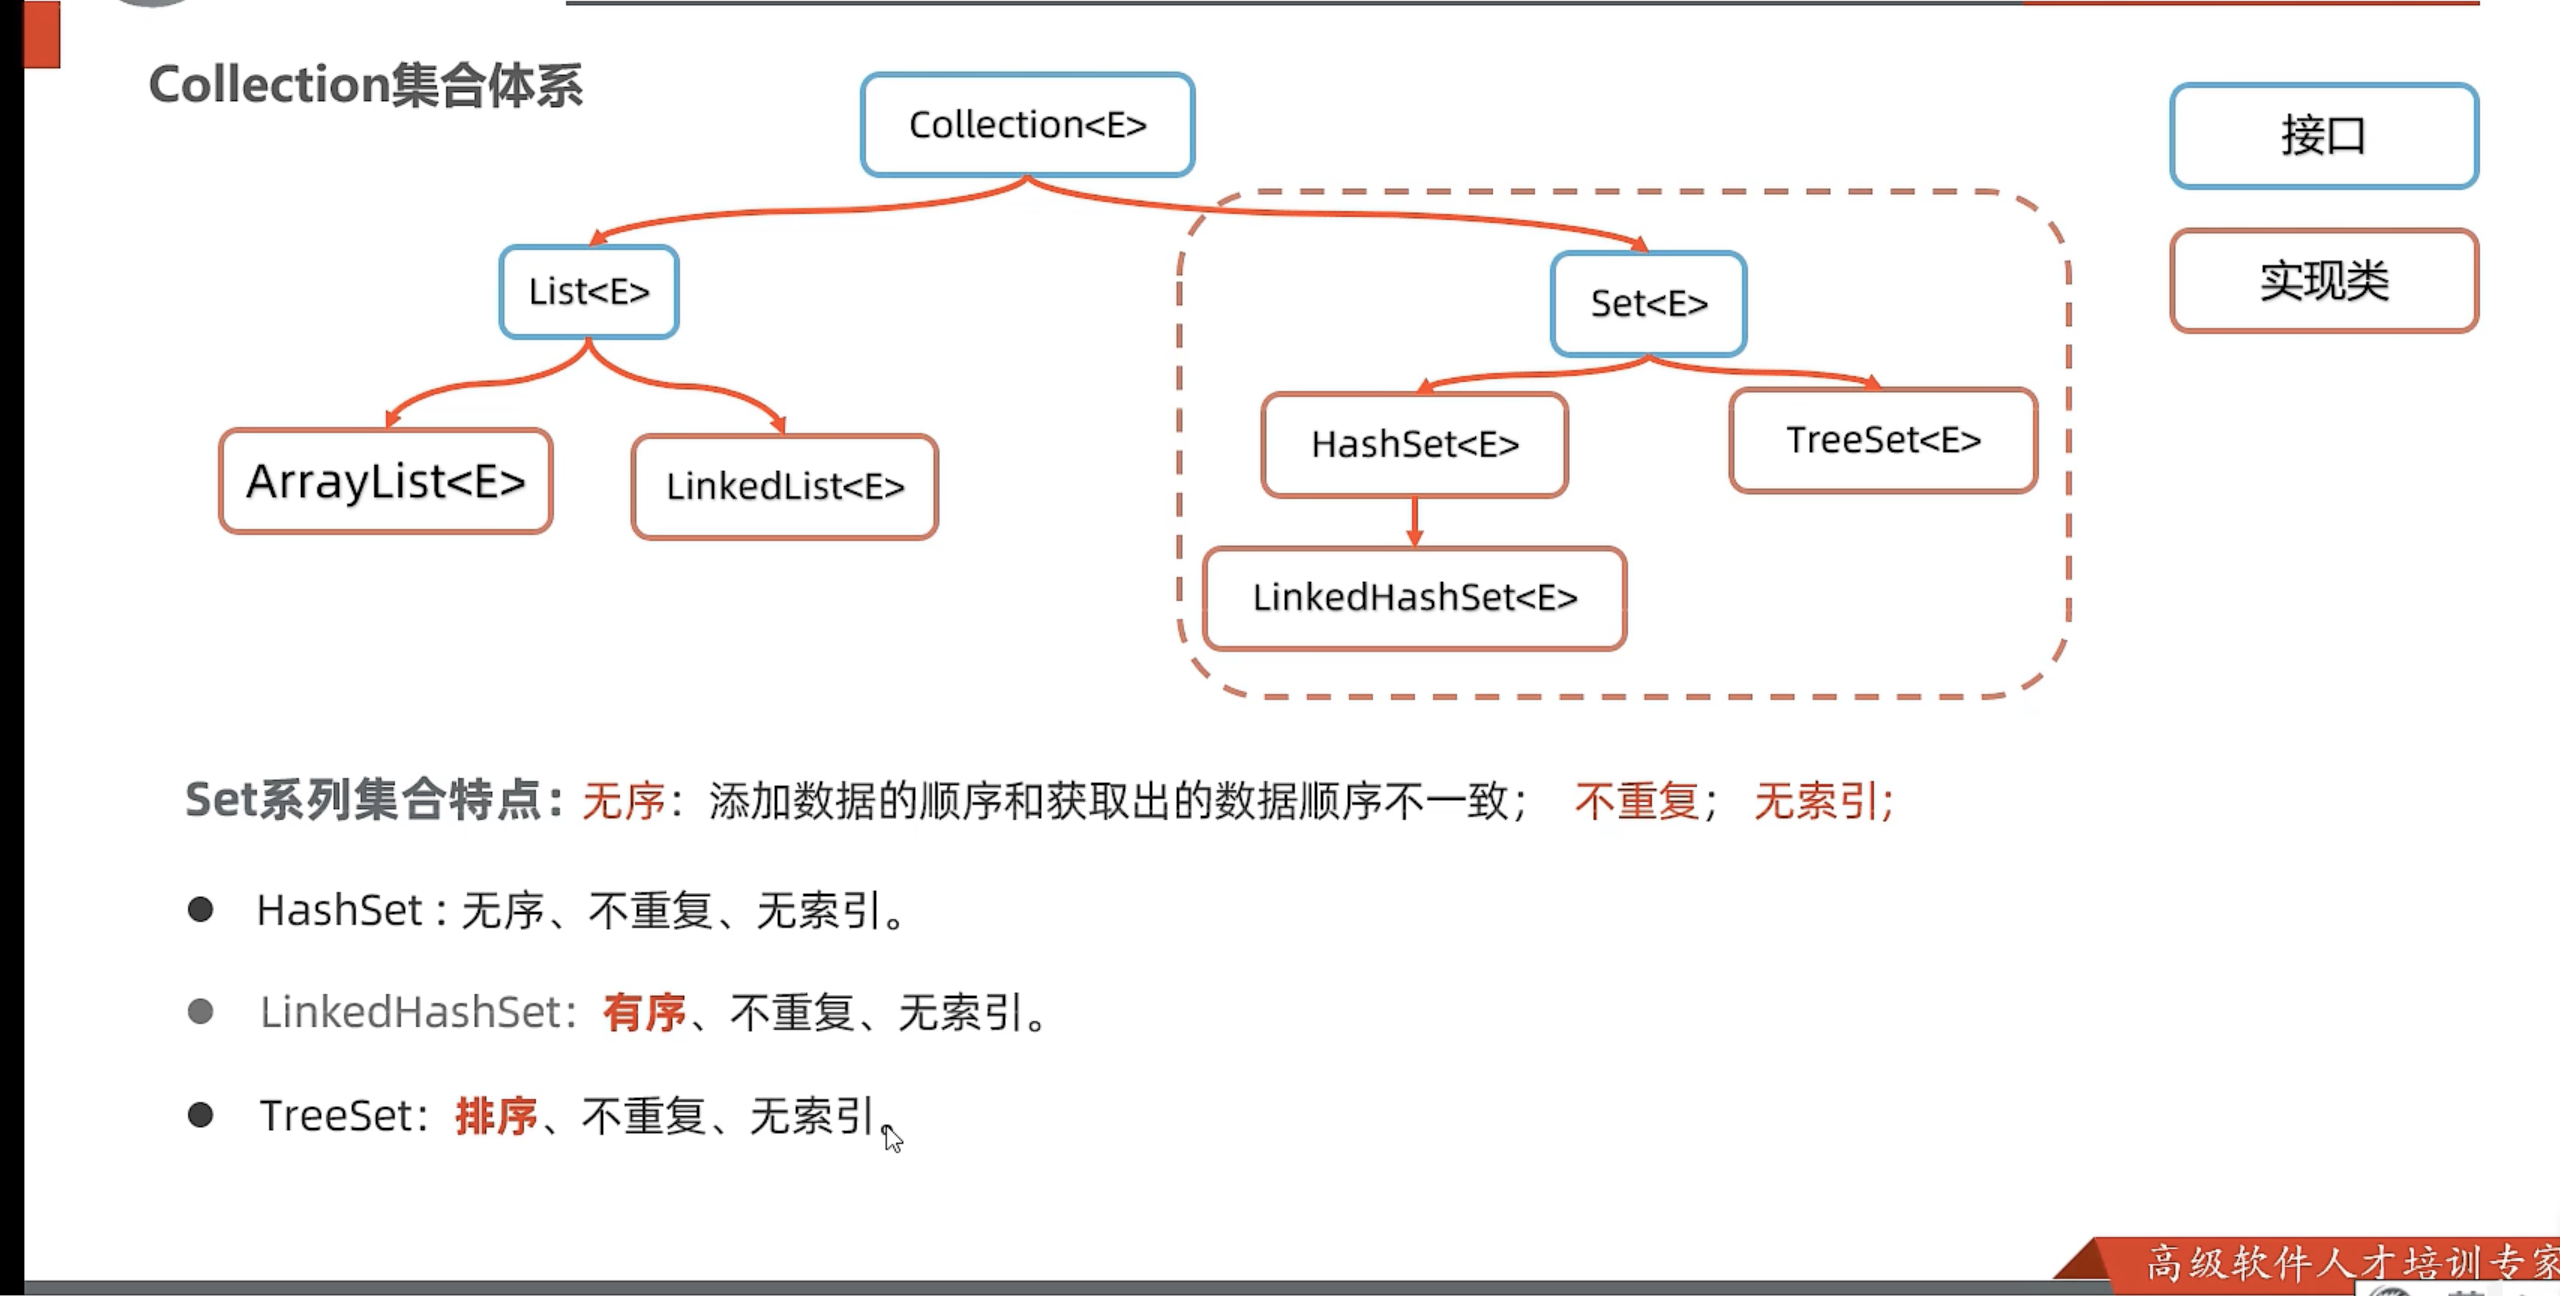 Collection集合体系
Collection<E>
接口
List<E>
Set<E>
实现类
ArrayList<E>
LinkedList<E>
HashSet<E>
TreeSet<E>
LinkedHashSet<E>
Set系列集合特点：无序：添加数据的顺序和获取出的数据顺序不一致； 不重复； 无索引;
HashSet : 无序、不重复、无索引。
LinkedHashSet：有序、不重复、无索引。
TreeSet：排序、不重复、无索引。
高级软件人才培训专家